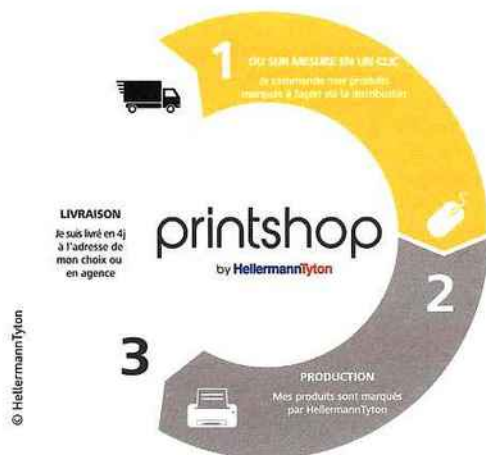 1
DU SUR MESURE EN UN CLIC
Je commande mes produits
marqués à façon via la distribution
LIVRAISON
Je suis livré en 4j
à l'adresse de
mon choix ou
en agence
printshop
by HellermannTyton
2
3
PRODUCTION
Mes produits sont marqués
par HellermannTyton
© HellermannTyton